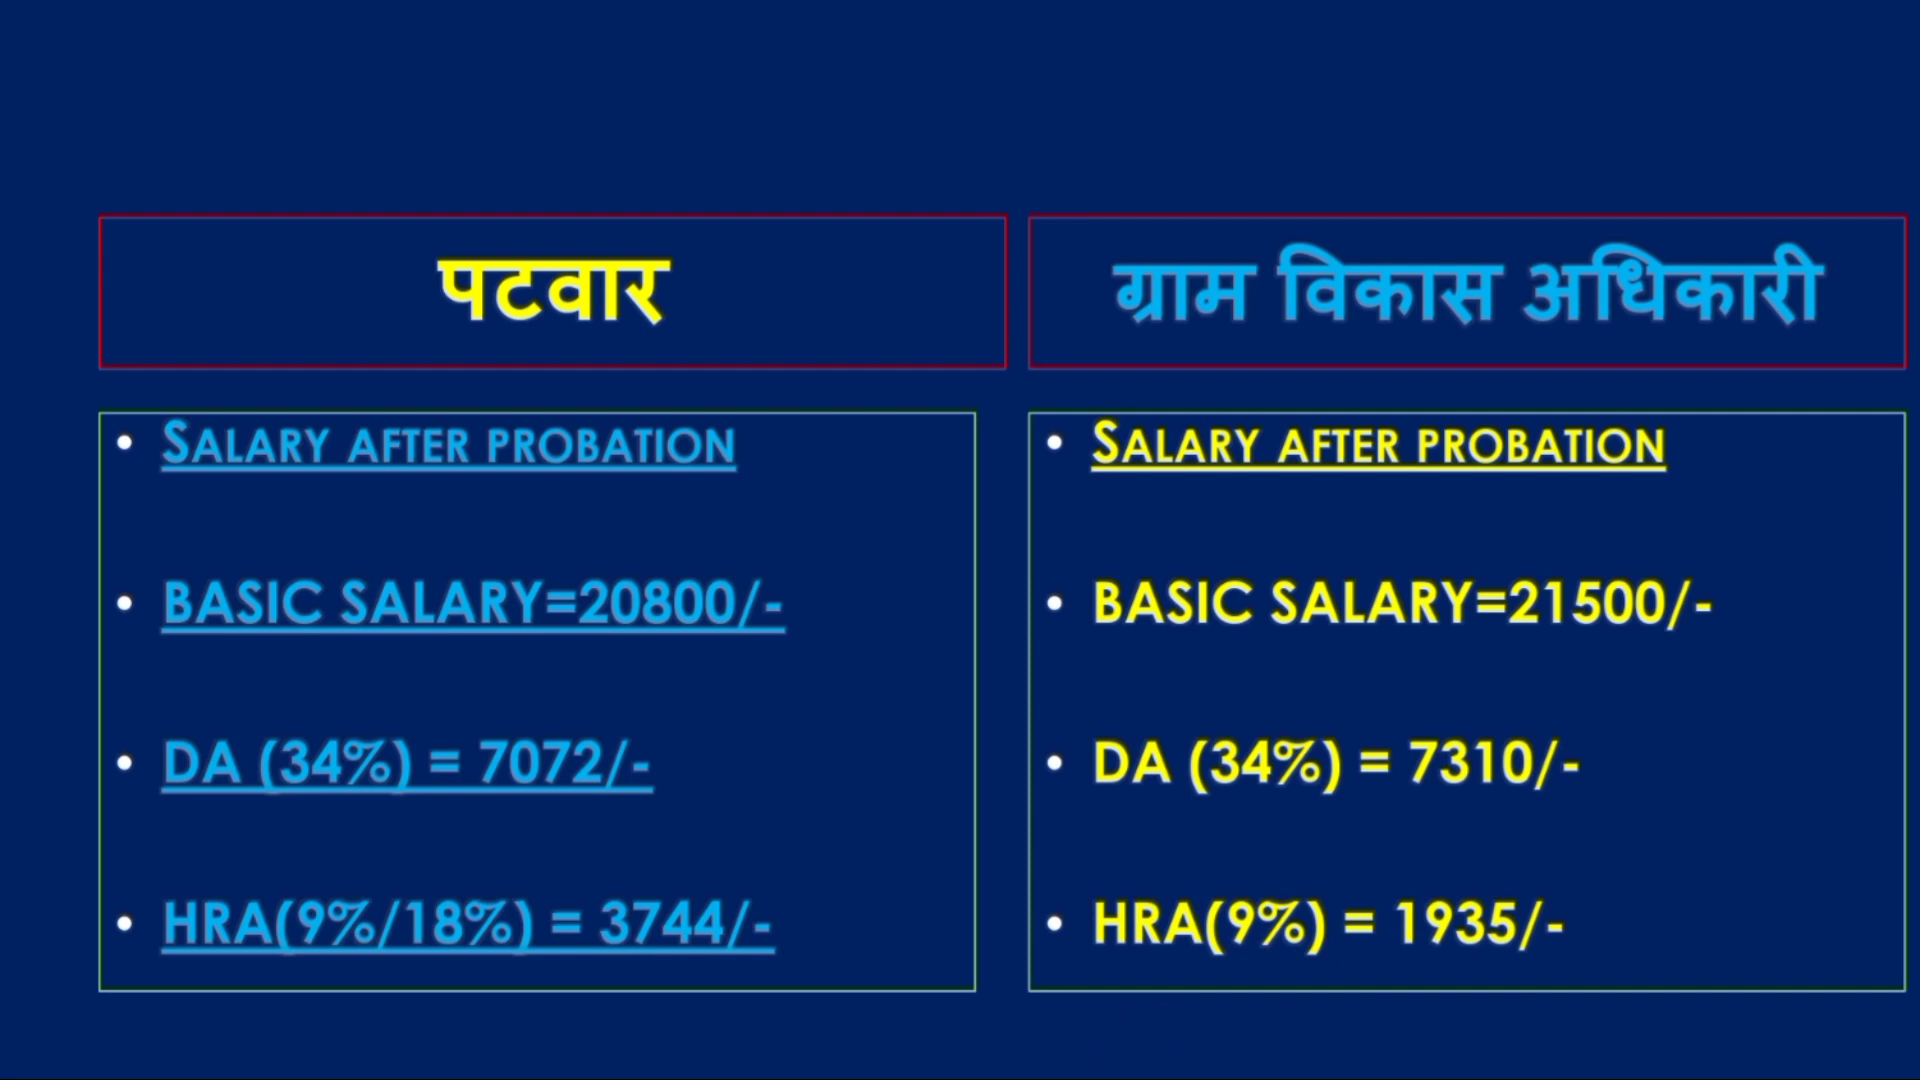 पटवार
ग्राम विकास अधिकारी
SALARY AFTER PROBATION
BASIC SALARY=20800/-
DA (34%) = 7072/-
HRA(9%/18%) = 3744/-
SALARY AFTER PROBATION
BASIC SALARY=21500/-
DA (34%) = 7310/-
HRA(9%) = 1935/-